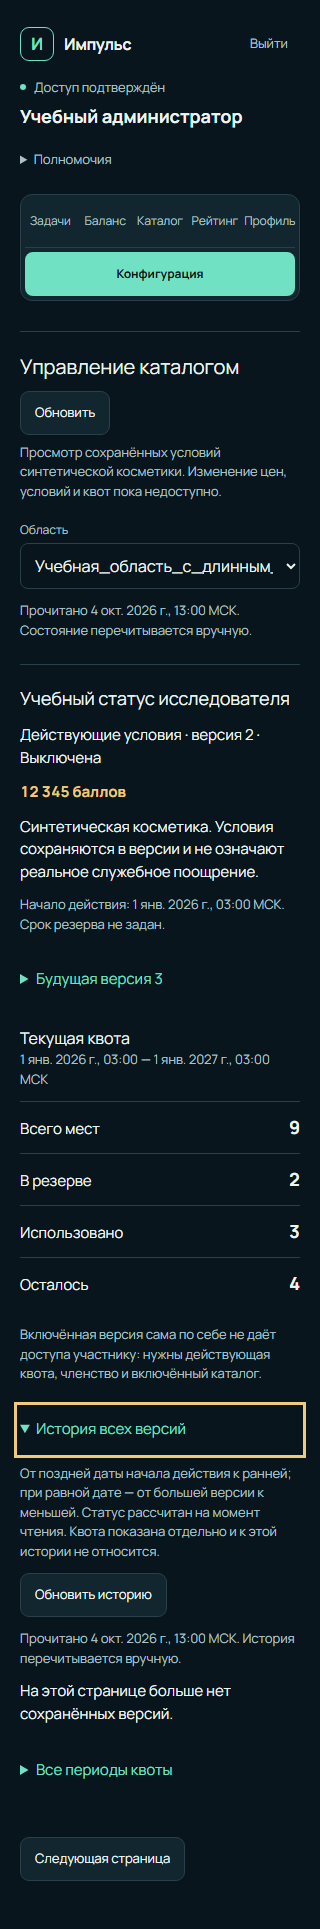 И Импульс Выйти
Доступ подтверждён
Учебный администратор
Полномочия
Задачи Баланс Каталог Рейтинг Профиль
Конфигурация
Управление каталогом
Обновить
Просмотр сохранённых условий
синтетической косметики. Изменение цен,
условий и квот пока недоступно.
Область
Учебная_область_с_длинным_
Прочитано 4 окт. 2026 г., 13:00 МСК.
Состояние перечитывается вручную.
Учебный статус исследователя
Действующие условия · версия 2 ·
Выключена
12 345 баллов
Синтетическая косметика. Условия
сохраняются в версии и не означают
реальное служебное поощрение.
Начало действия: 1 янв. 2026 г., 03:00 МСК.
Срок резерва не задан.
Будущая версия 3
Текущая квота
1 янв. 2026 г., 03:00 — 1 янв. 2027 г., 03:00
МСК
Всего мест 9
В резерве 2
Использовано 3
Осталось 4
Включённая версия сама по себе не даёт
доступа участнику: нужны действующая
квота, членство и включённый каталог.
История всех версий
От поздней даты начала действия к ранней;
при равной дате — от большей версии к
меньшей. Статус рассчитан на момент
чтения. Квота показана отдельно и к этой
истории не относится.
Обновить историю
Прочитано 4 окт. 2026 г., 13:00 МСК. История
перечитывается вручную.
На этой странице больше нет
сохранённых версий.
Все периоды квоты
Следующая страница